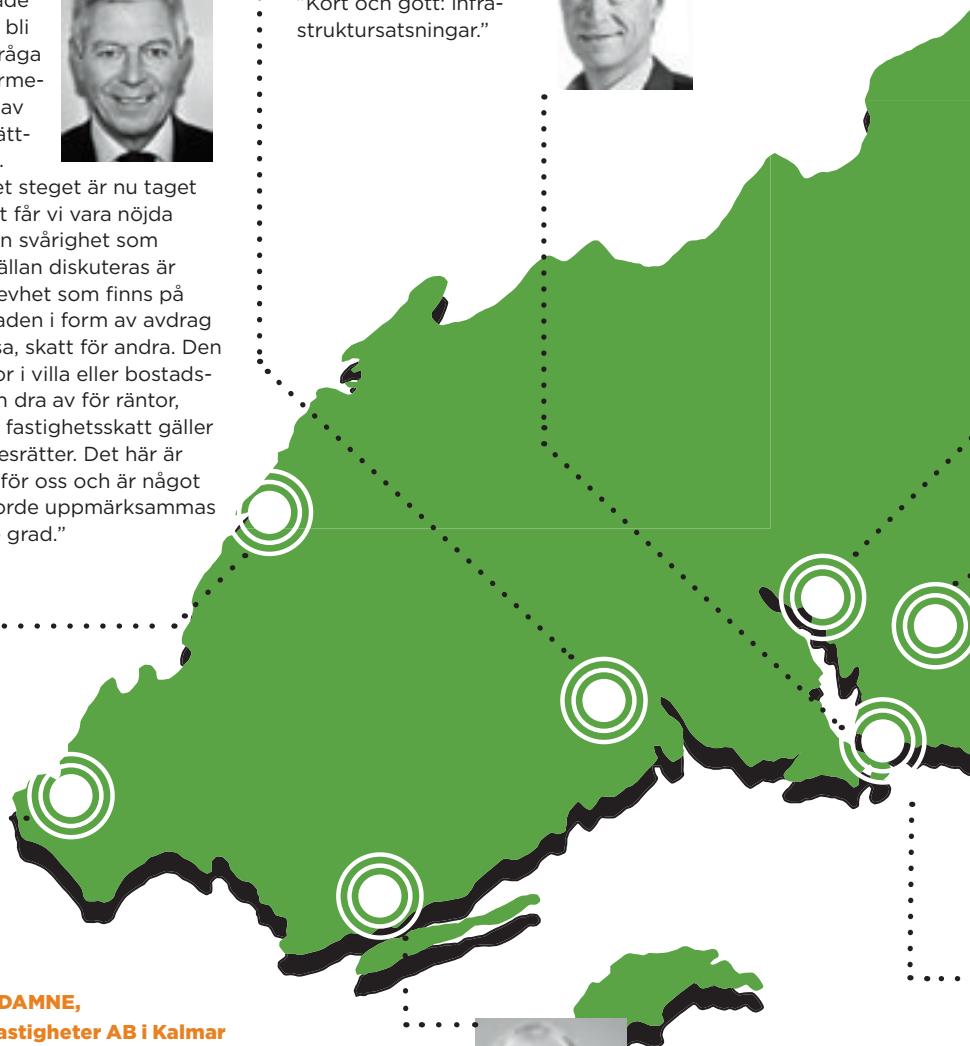 bli
av
et steget är nu taget
t får vi vara nöjda
n svårighet som
ällan diskuteras är
evhet som finns på
aden i form av avdrag
sa, skatt för andra. Den
or i villa eller bostads-
n dra av för räntor,
fastighetsskatt gäller
esrätter. Det här är
för oss och är något
orde uppmärksammas
grad.”
”Kort och gott: infra-
struktursatsningar.”
DAMNE,
astigheter AB i Kalmar